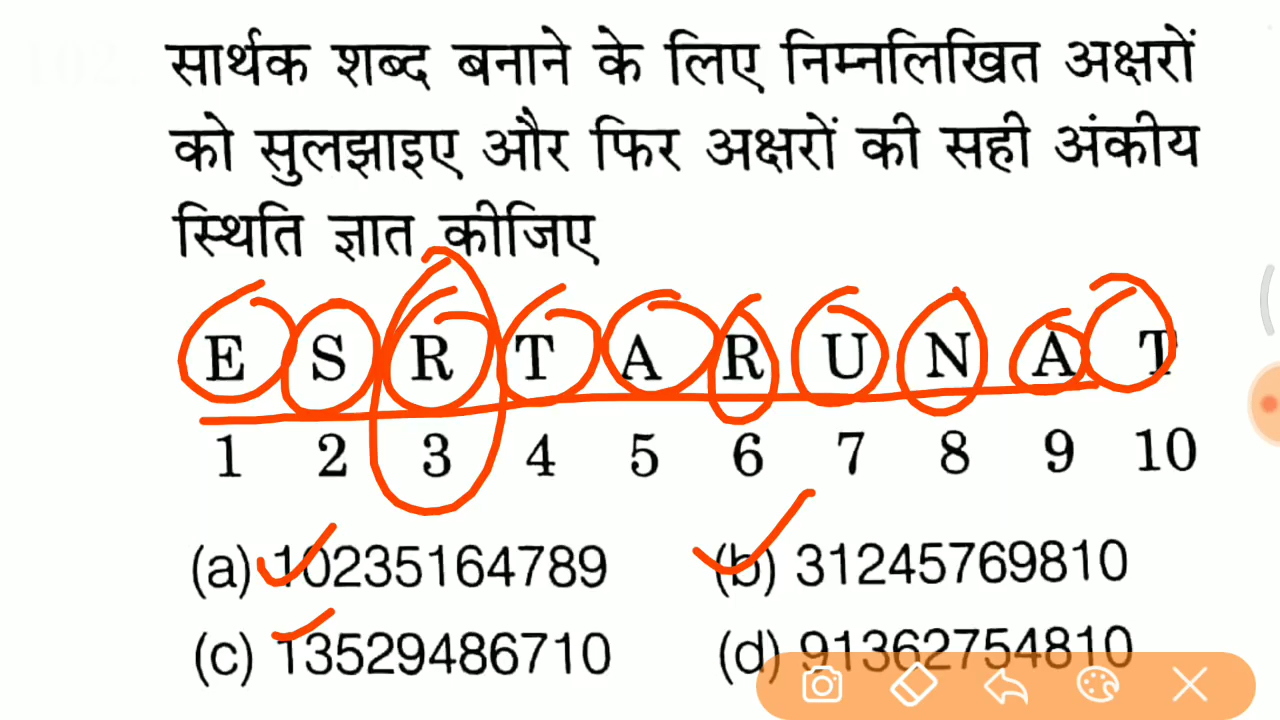 सार्थक शब्द बनाने के लिए निम्नलिखित अक्षरों
को सुलझाइए और फिर अक्षरों की सही अंकीय
स्थिति ज्ञात कीजिए
E S R T A R U N A T
1 2 3 4 5 6 7 8 9 10
(a) 10235164789 (b) 31245769810
(c) 13529486710 (d) 91362754810